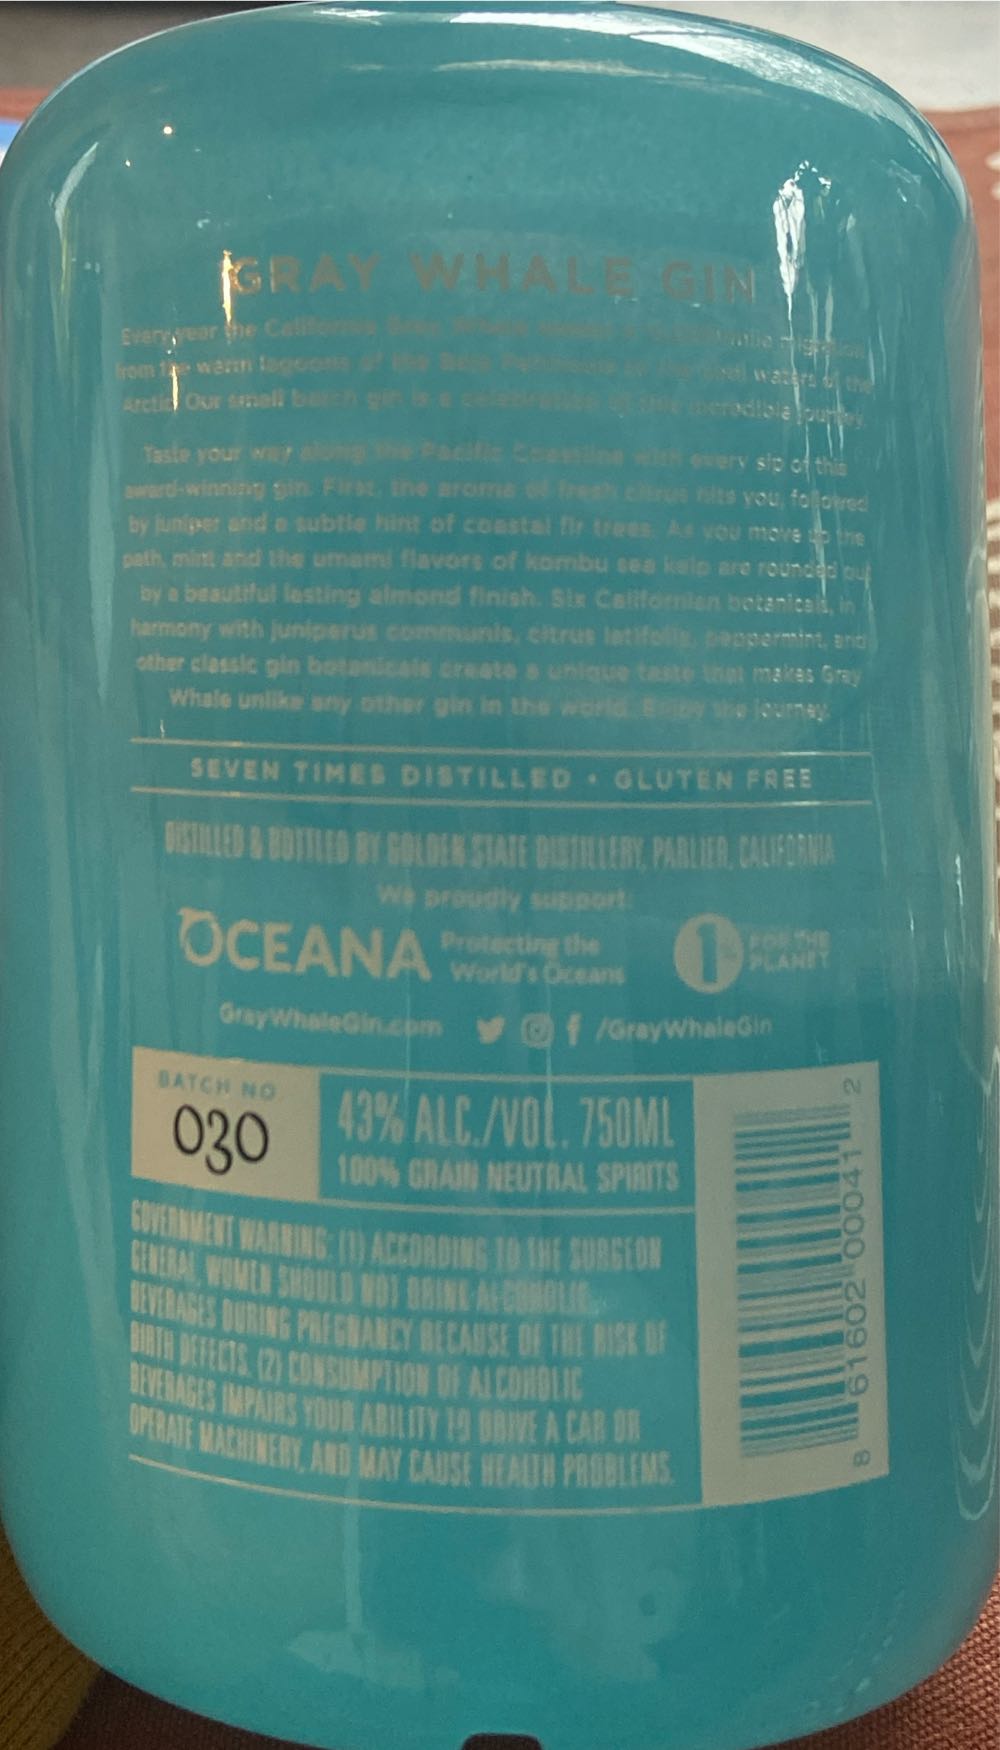 GRAY WHALE GIN
Every year the California Gray Whale makes a migration
from the warm lagoons of the Baja Peninsula to the cool waters of the
Arctic. Our small batch gin is a celebration of this incredible journey.
Taste your way along the Pacific Coastline with every sip of this
award-winning gin. First, the aroma of fresh citrus hits you, followed
by juniper and a subtle hint of coastal fir trees. As you move up the
path, mint and the umami flavors of kombu sea kelp are rounded out
by a beautiful lasting almond finish. Six Californian botanicals, in
harmony with juniperus communis, citrus latifolia, peppermint, and
other classic gin botanicals create a unique taste that makes Gray
Whale unlike any other gin in the world. Enjoy the journey.
SEVEN TIMES DISTILLED • GLUTEN FREE
DISTILLED & BOTTLED BY GOLDEN STATE DISTILLERY, PARLIER, CALIFORNIA
We proudly support:
OCEANA Protecting the
World's Oceans
1% FOR THE
PLANET
GrayWhaleGin.com /GrayWhaleGin
BATCH NO
030
43% ALC./VOL. 750ML
100% GRAIN NEUTRAL SPIRITS
GOVERNMENT WARNING: (1) ACCORDING TO THE SURGEON
GENERAL, WOMEN SHOULD NOT DRINK ALCOHOLIC
BEVERAGES DURING PREGNANCY BECAUSE OF THE RISK OF
BIRTH DEFECTS. (2) CONSUMPTION OF ALCOHOLIC
BEVERAGES IMPAIRS YOUR ABILITY TO DRIVE A CAR OR
OPERATE MACHINERY, AND MAY CAUSE HEALTH PROBLEMS.
8 61602 00041 2